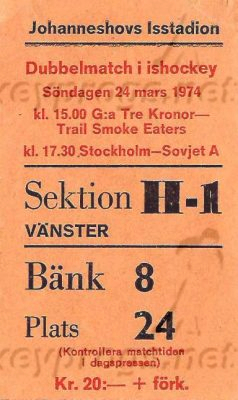 Johanneshovs Isstadion
Dubbelmatch i ishockey
Söndagen 24 mars 1974
kl. 15.00 G:a Tre Kronor—
Trail Smoke Eaters
kl. 17.30 Stockholm—Sovjet A
Sektion H-1
VÄNSTER
Bänk 8
Plats 24
(Kontrollera matchtiden
i dagspressen)
Kr. 20:— + förk.